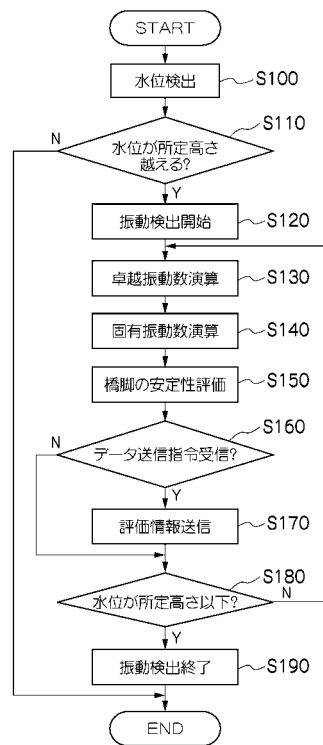 START
水位検出
S100
水位が所定高さ
越える?
S110
N
Y
振動検出開始
S120
卓越振動数演算
S130
固有振動数演算
S140
橋脚の安定性評価
S150
データ送信指令受信?
S160
N
Y
評価情報送信
S170
水位が所定高さ以下?
S180
N
Y
振動検出終了
S190
END